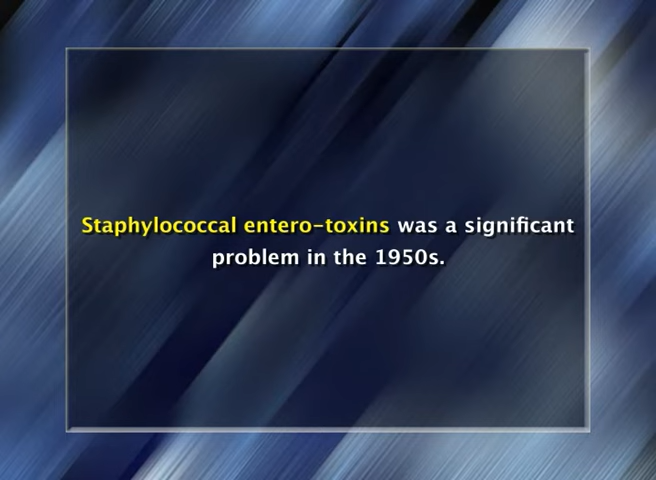 Staphylococcal entero-toxins was a significant
problem in the 1950s.